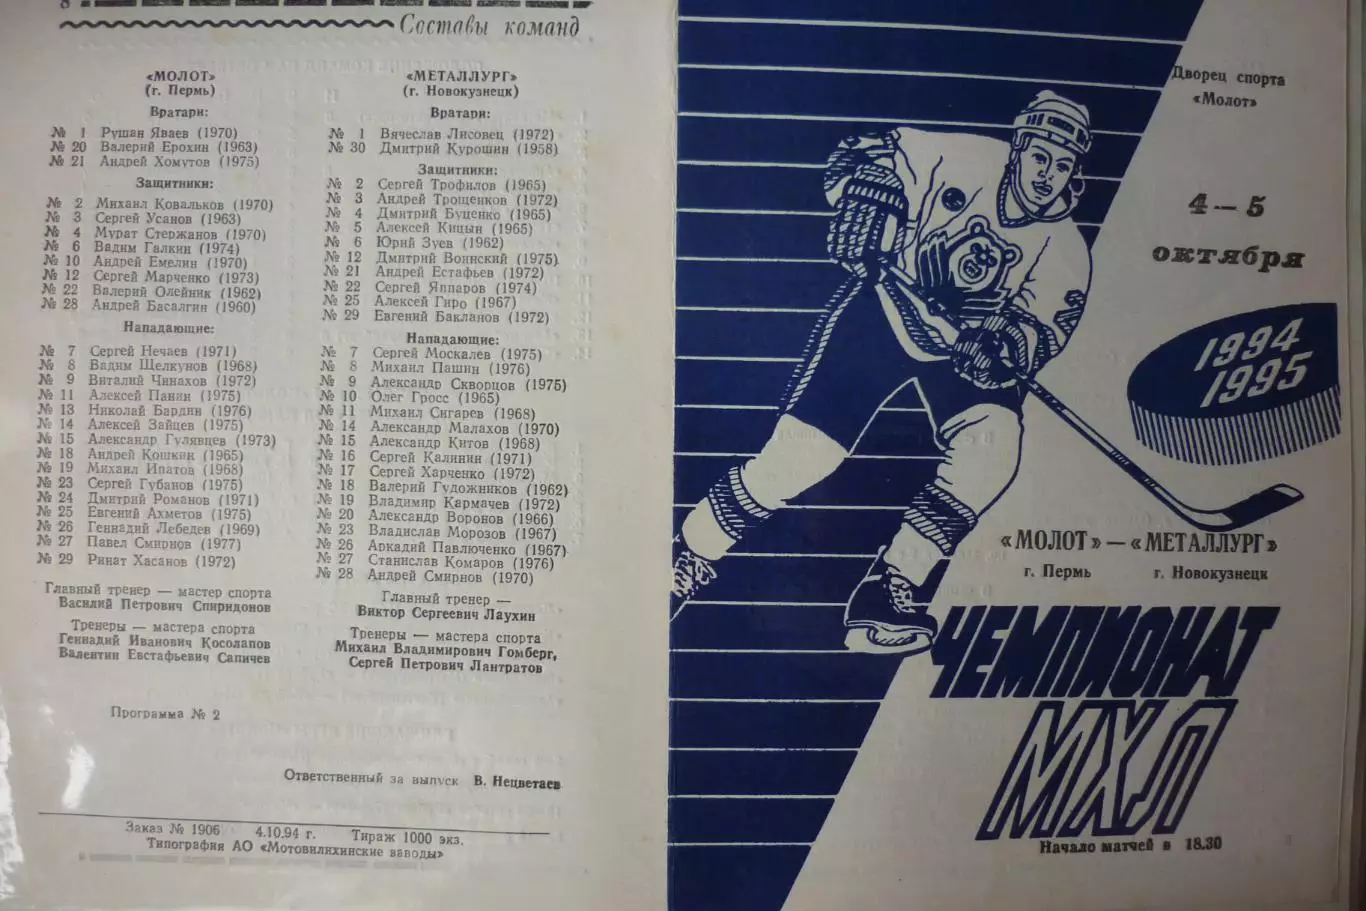 8
Составы команд
«МОЛОТ»
(г. Пермь)
Вратари:
№ 1 Рушан Яваев (1970)
№ 20 Валерий Ерохин (1963)
№ 21 Андрей Хомутов (1975)
Защитники:
№ 2 Михаил Ковальков (1970)
№ 3 Сергей Усанов (1963)
№ 4 Мурат Стержанов (1970)
№ 6 Вадим Галкин (1974)
№ 10 Андрей Емелин (1970)
№ 12 Сергей Марченко (1973)
№ 22 Валерий Олейник (1962)
№ 28 Андрей Басалгин (1960)
Нападающие:
№ 7 Сергей Нечаев (1971)
№ 8 Вадим Щелкунов (1968)
№ 9 Виталий Чинахов (1972)
№ 11 Алексей Панин (1975)
№ 13 Николай Бардин (1976)
№ 14 Алексей Зайцев (1975)
№ 15 Александр Гулявцев (1973)
№ 18 Андрей Кошкин (1965)
№ 19 Михаил Ипатов (1968)
№ 23 Сергей Губанов (1975)
№ 24 Дмитрий Романов (1971)
№ 25 Евгений Ахметов (1975)
№ 26 Геннадий Лебедев (1969)
№ 27 Павел Смирнов (1977)
№ 29 Ринат Хасанов (1972)
Главный тренер — мастер спорта
Василий Петрович Спиридонов
Тренеры — мастера спорта
Геннадий Иванович Косолапов
Валентин Евстафьевич Сапичев
«МЕТАЛЛУРГ»
(г. Новокузнецк)
Вратари:
№ 1 Вячеслав Лисовец (1972)
№ 30 Дмитрий Курошин (1958)
Защитники:
№ 2 Сергей Трофилов (1965)
№ 3 Андрей Трощенков (1972)
№ 4 Дмитрий Буценко (1965)
№ 5 Алексей Кицын (1965)
№ 6 Юрий Зуев (1962)
№ 12 Дмитрий Воинский (1975)
№ 21 Андрей Естафьев (1972)
№ 22 Сергей Яппаров (1974)
№ 25 Алексей Гиро (1967)
№ 29 Евгений Бакланов (1972)
Нападающие:
№ 7 Сергей Москалев (1975)
№ 8 Михаил Пашин (1976)
№ 9 Александр Скворцов (1975)
№ 10 Олег Гросс (1965)
№ 11 Михаил Сигарев (1968)
№ 14 Александр Малахов (1970)
№ 15 Александр Китов (1968)
№ 16 Сергей Калинин (1971)
№ 17 Сергей Харченко (1972)
№ 18 Валерий Гудожников (1962)
№ 19 Владимир Кармачев (1972)
№ 20 Александр Воронов (1966)
№ 23 Владислав Морозов (1967)
№ 26 Аркадий Павлюченко (1967)
№ 27 Станислав Комаров (1976)
№ 28 Андрей Смирнов (1970)
Главный тренер —
Виктор Сергеевич Лаухин
Тренеры — мастера спорта
Михаил Владимирович Гомберг,
Сергей Петрович Лантратов
Программа № 2
Ответственный за выпуск В. Нецветаев
Заказ № 1906 4.10.94 г. Тираж 1000 экз.
Типография АО «Мотовилихинские заводы»
Дворец спорта
«Молот»
4—5
октября
1994
1995
«МОЛОТ»—«МЕТАЛЛУРГ»
г. Пермь г. Новокузнецк
ЧЕМПИОНАТ
МХЛ
Начало матчей в 18.30